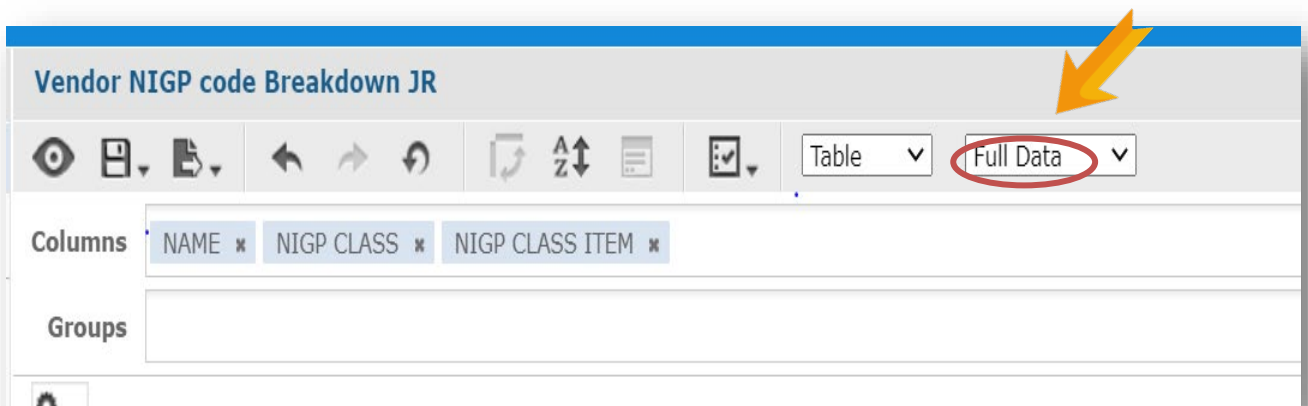 Vendor NIGP code Breakdown JR
A Z Table Full Data
Columns NAME x NIGP CLASS x NIGP CLASS ITEM x
Groups